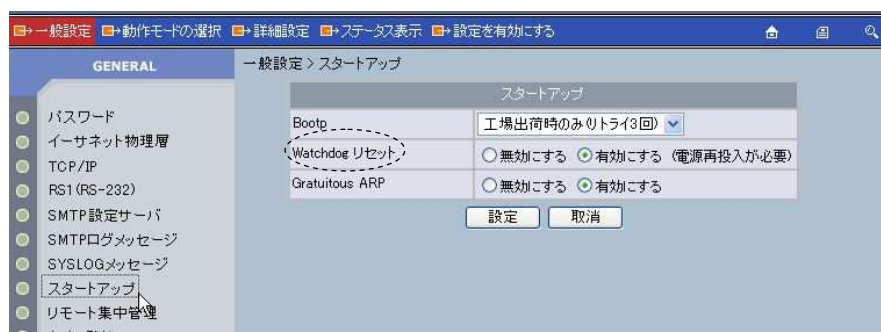 一般設定 動作モードの選択 詳細設定 ステータス表示 設定を有効にする
GENERAL
一般設定 > スタートアップ
パスワード
イーサネット物理層
TCP/IP
RS1(RS-232)
SMTP設定サーバ
SMTPログメッセージ
SYSLOGメッセージ
スタートアップ
リモート集中管理
スタートアップ
Bootp 工場出荷時のみ(リトライ3回)
Watchdog リセット 無効にする 有効にする (電源再投入が必要)
Gratuitous ARP 無効にする 有効にする
設定 取消